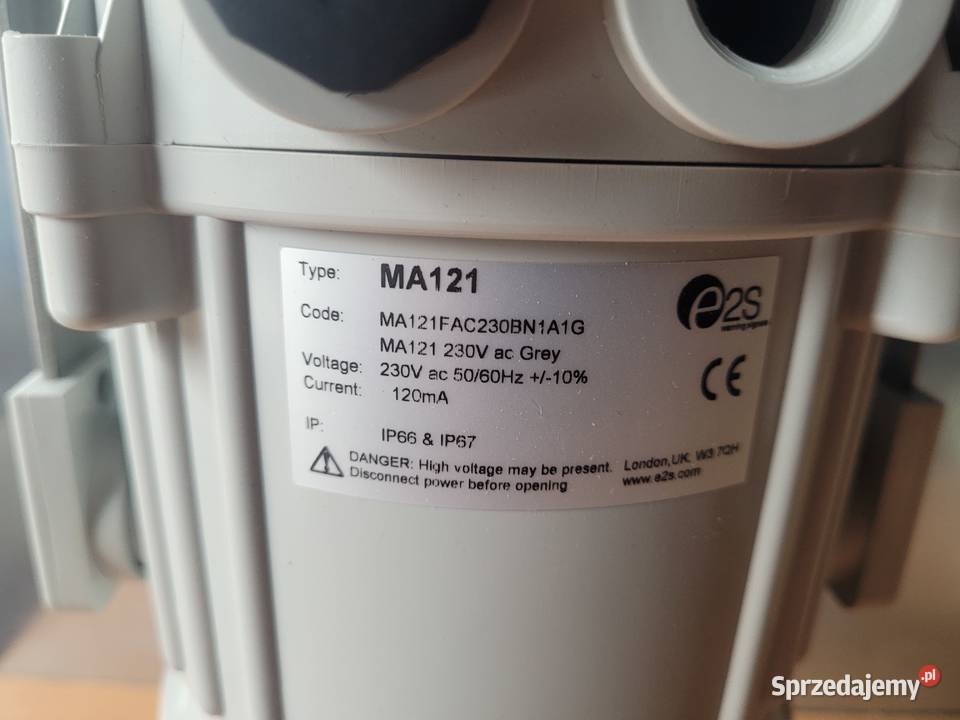 Type: MA121
Code: MA121FAC230BN1A1G
MA121 230V ac Grey
Voltage: 230V ac 50/60Hz +/-10%
Current: 120mA
IP: IP66 & IP67
DANGER: High voltage may be present.
Disconnect power before opening
e2S
warning signals
CE
London, UK, W3 7QH
www.e2s.com
Sprzedajemy.pl